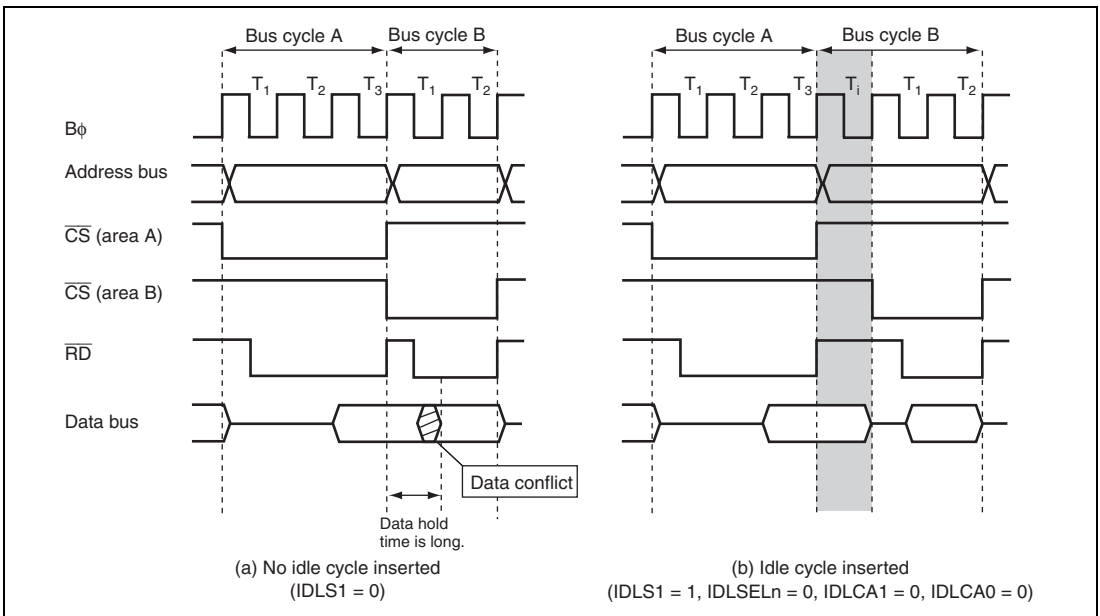 Bus cycle A Bus cycle B Bus cycle A Bus cycle B
T1 T2 T3 T1 T2 T1 T2 T3 Ti T1 T2
Bϕ
Address bus
CS (area A)
CS (area B)
RD
Data bus
Data conflict
Data hold
time is long.
(a) No idle cycle inserted
(IDLS1 = 0)
(b) Idle cycle inserted
(IDLS1 = 1, IDLSELn = 0, IDLCA1 = 0, IDLCA0 = 0)